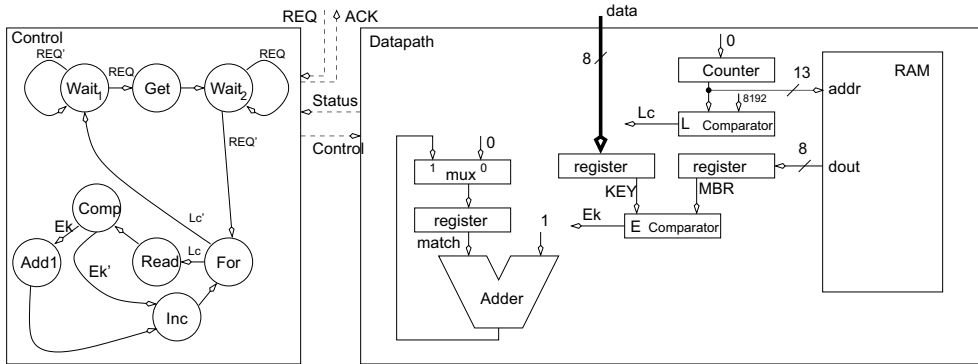 REQ ACK
data
Control
Datapath
REQ'
REQ
REQ
0
8
Counter
13
RAM
Wait1
Get
Wait2
addr
8192
Status
Lc
L Comparator
REQ'
Control
0
8
1
mux
0
register
register
dout
KEY
MBR
Comp
Ek
Lc'
register
Ek
E Comparator
match
1
Add1
Ek'
Read
Lc
For
Adder
Inc